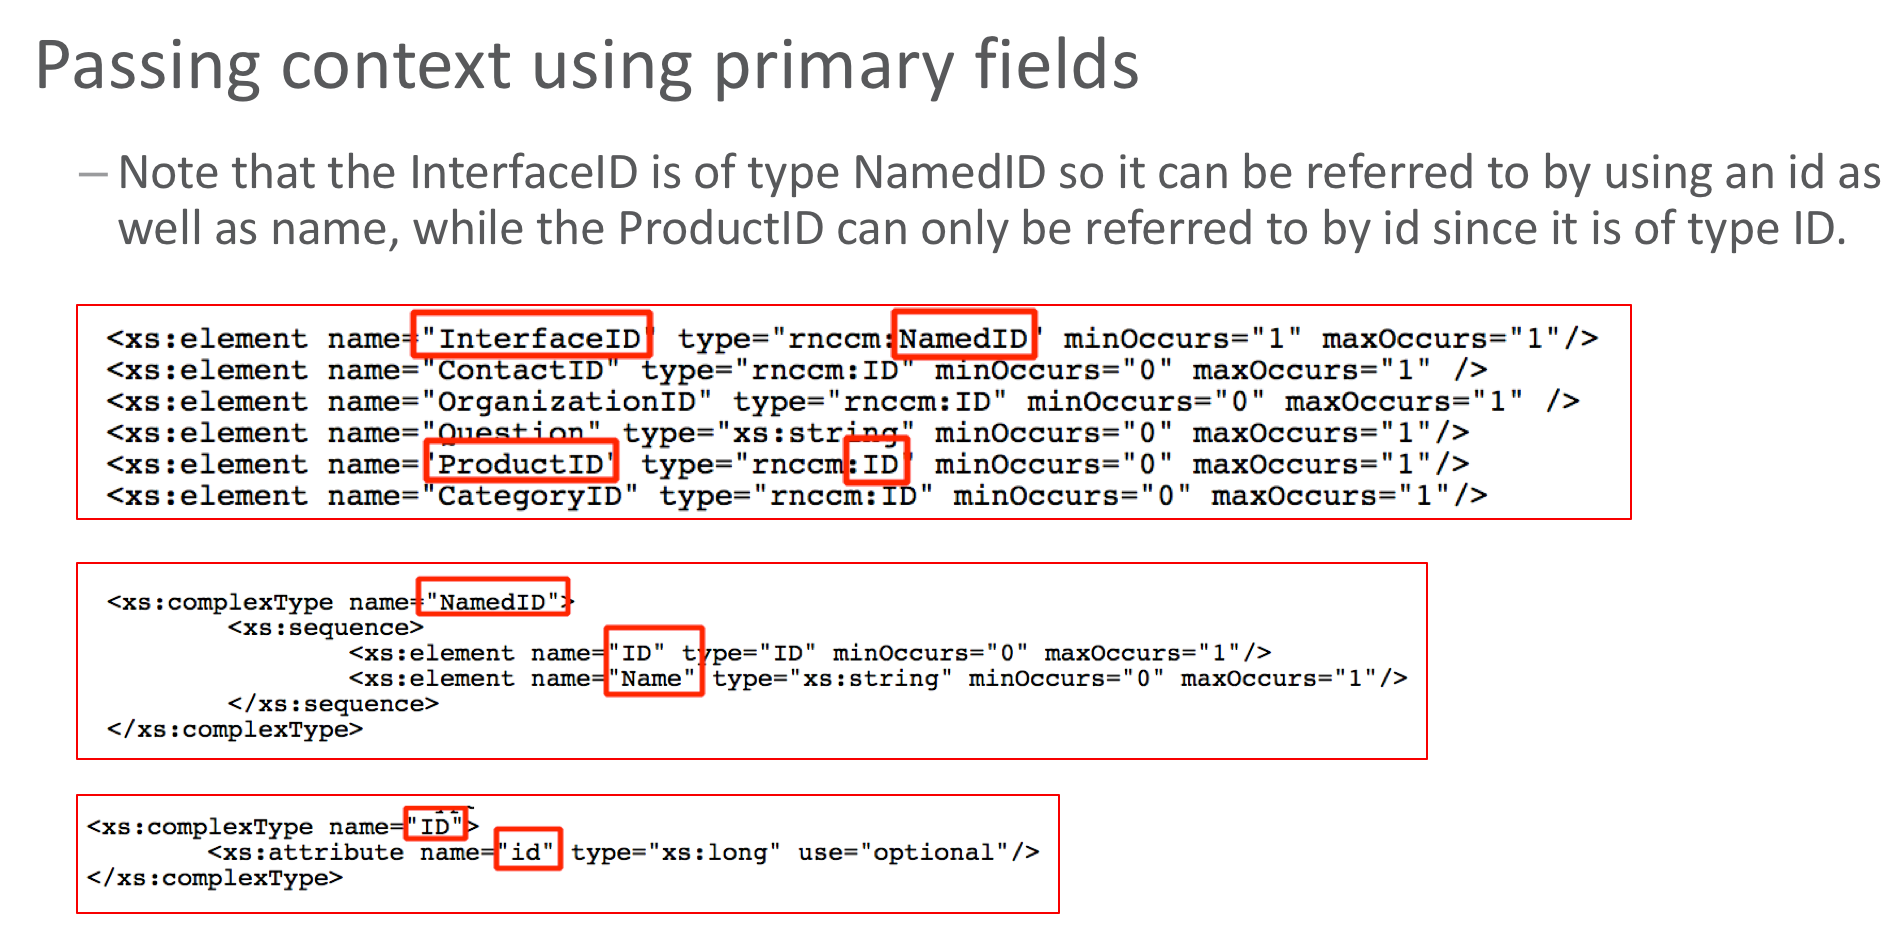 Passing context using primary fields
– Note that the InterfaceID is of type NamedID so it can be referred to by using an id as
well as name, while the ProductID can only be referred to by id since it is of type ID.
<xs:element name="InterfaceID" type="rnccm:NamedID" minOccurs="1" maxOccurs="1"/>
<xs:element name="ContactID" type="rnccm:ID" minOccurs="0" maxOccurs="1" />
<xs:element name="OrganizationID" type="rnccm:ID" minOccurs="0" maxOccurs="1" />
<xs:element name="Question" type="xs:string" minOccurs="0" maxOccurs="1"/>
<xs:element name="ProductID" type="rnccm:ID" minOccurs="0" maxOccurs="1"/>
<xs:element name="CategoryID" type="rnccm:ID" minOccurs="0" maxOccurs="1"/>
<xs:complexType name="NamedID">
<xs:sequence>
<xs:element name="ID" type="ID" minOccurs="0" maxOccurs="1"/>
<xs:element name="Name" type="xs:string" minOccurs="0" maxOccurs="1"/>
</xs:sequence>
</xs:complexType>
<xs:complexType name="ID">
<xs:attribute name="id" type="xs:long" use="optional"/>
</xs:complexType>